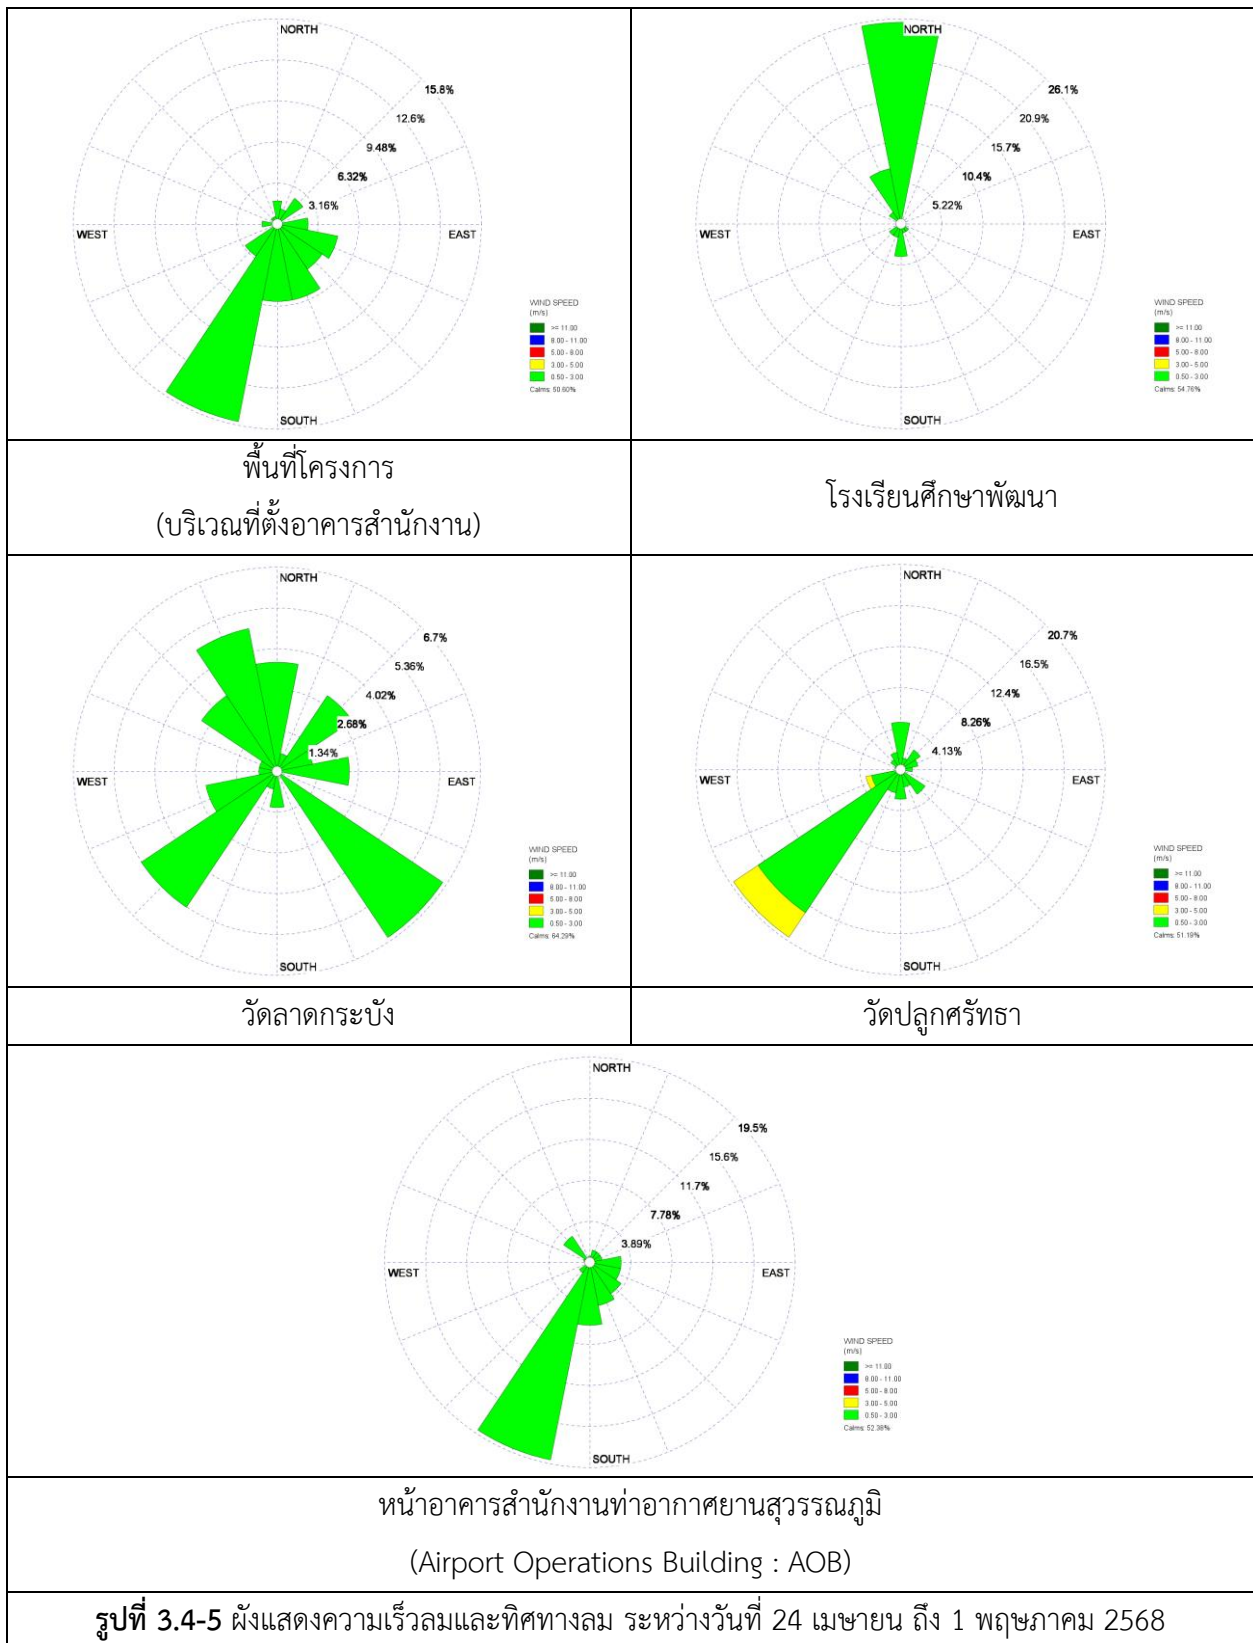 NORTH
15.8%
12.6%
9.48%
6.32%
3.16%
WEST
EAST
SOUTH
WIND SPEED
(m/s)
>= 11.00
8.00 - 11.00
5.00 - 8.00
3.00 - 5.00
0.50 - 3.00
Calms: 50.60%
NORTH
26.1%
20.9%
15.7%
10.4%
5.22%
WEST
EAST
SOUTH
WIND SPEED
(m/s)
>= 11.00
8.00 - 11.00
5.00 - 8.00
3.00 - 5.00
0.50 - 3.00
Calms: 54.76%
พื้นที่โครงการ
(บริเวณที่ตั้งอาคารสำนักงาน)
โรงเรียนศึกษาพัฒนา
NORTH
6.7%
5.36%
4.02%
2.68%
1.34%
WEST
EAST
SOUTH
WIND SPEED
(m/s)
>= 11.00
8.00 - 11.00
5.00 - 8.00
3.00 - 5.00
0.50 - 3.00
Calms: 64.29%
NORTH
20.7%
16.5%
12.4%
8.26%
4.13%
WEST
EAST
SOUTH
WIND SPEED
(m/s)
>= 11.00
8.00 - 11.00
5.00 - 8.00
3.00 - 5.00
0.50 - 3.00
Calms: 51.19%
วัดลาดกระบัง
วัดปลูกศรัทธา
NORTH
19.5%
15.6%
11.7%
7.78%
3.89%
WEST
EAST
SOUTH
WIND SPEED
(m/s)
>= 11.00
8.00 - 11.00
5.00 - 8.00
3.00 - 5.00
0.50 - 3.00
Calms: 52.38%
หน้าอาคารสำนักงานท่าอากาศยานสุวรรณภูมิ
(Airport Operations Building : AOB)
รูปที่ 3.4-5 ผังแสดงความเร็วลมและทิศทางลม ระหว่างวันที่ 24 เมษายน ถึง 1 พฤษภาคม 2568